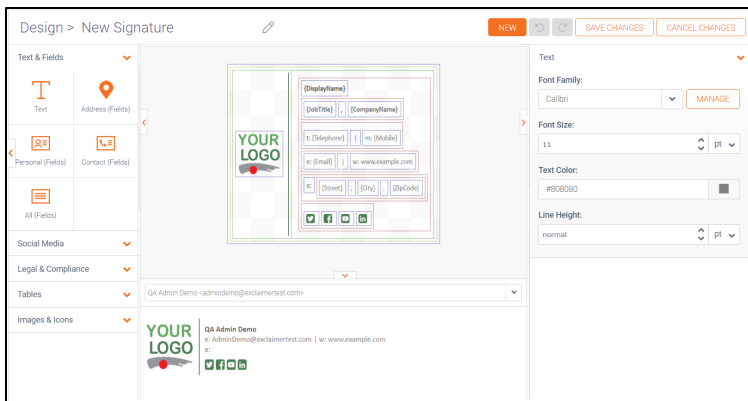 Design > New Signature
NEW
SAVE CHANGES
CANCEL CHANGES
Text & Fields
Text
Address (Fields)
Personal (Fields)
Contact (Fields)
All (Fields)
Social Media
Legal & Compliance
Tables
Images & Icons
YOUR
LOGO
{DisplayName}
{JobTitle} , {CompanyName}
t: {Telephone} | m: {Mobile}
e: {Email} | w: www.example.com
a: {Street} , {City} , {ZipCode}
QA Admin Demo <admindemo@exclaimertest.com>
YOUR
LOGO
QA Admin Demo
e: AdminDemo@exclaimertest.com | w: www.example.com
a:
Text
Font Family:
Calibri
MANAGE
Font Size:
11
pt
Text Color:
#808080
Line Height:
normal
pt